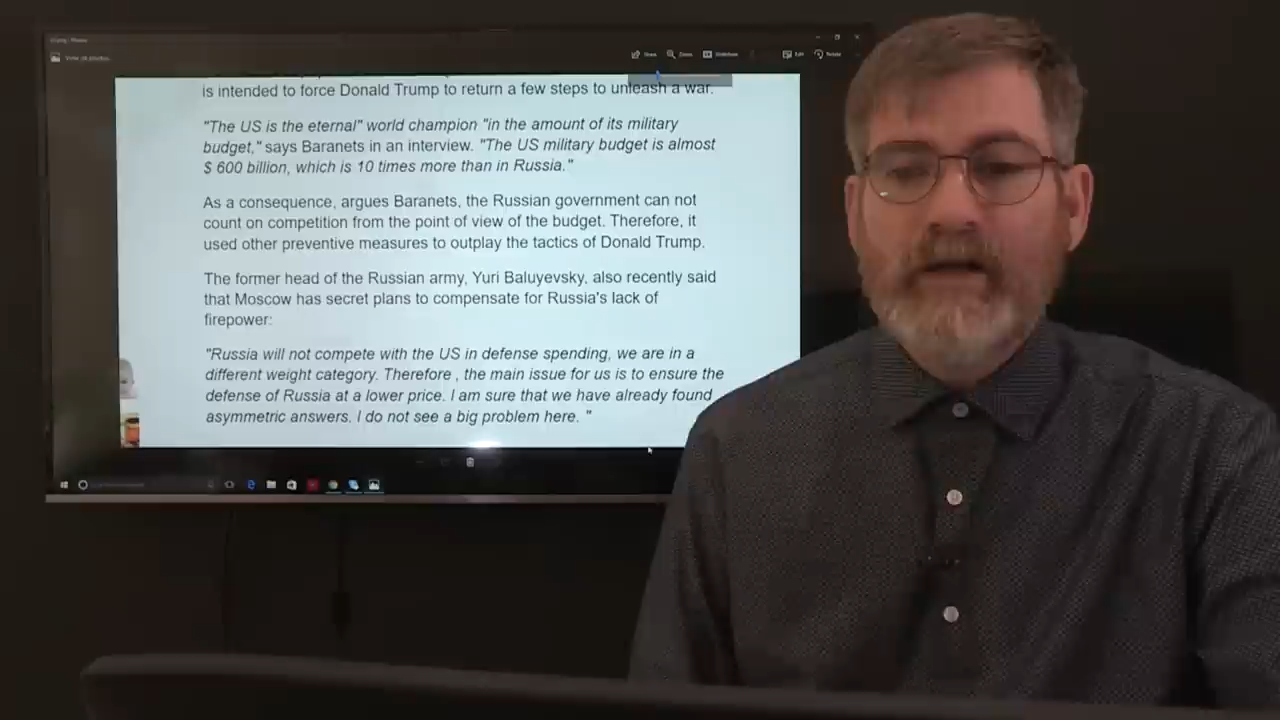 Share
Zoom
Slideshow
Edit
Rotate
is intended to force Donald Trump to return a few steps to unleash a war.
"The US is the eternal" world champion "in the amount of its military
budget," says Baranets in an interview. "The US military budget is almost
$ 600 billion, which is 10 times more than in Russia."
As a consequence, argues Baranets, the Russian government can not
count on competition from the point of view of the budget. Therefore, it
used other preventive measures to outplay the tactics of Donald Trump.
The former head of the Russian army, Yuri Baluyevsky, also recently said
that Moscow has secret plans to compensate for Russia's lack of
firepower:
"Russia will not compete with the US in defense spending, we are in a
different weight category. Therefore , the main issue for us is to ensure the
defense of Russia at a lower price. I am sure that we have already found
asymmetric answers. I do not see a big problem here. "